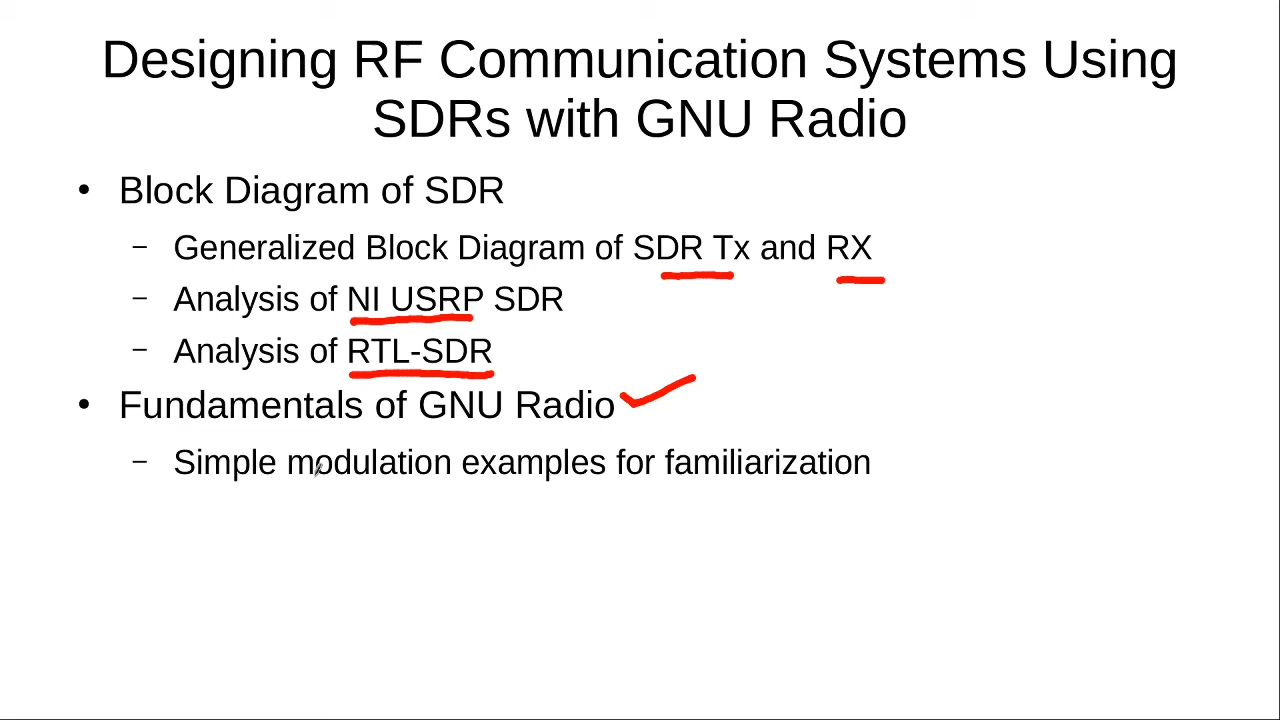 Designing RF Communication Systems Using
SDRs with GNU Radio
• Block Diagram of SDR
– Generalized Block Diagram of SDR Tx and RX
– Analysis of NI USRP SDR
– Analysis of RTL-SDR
• Fundamentals of GNU Radio
– Simple modulation examples for familiarization